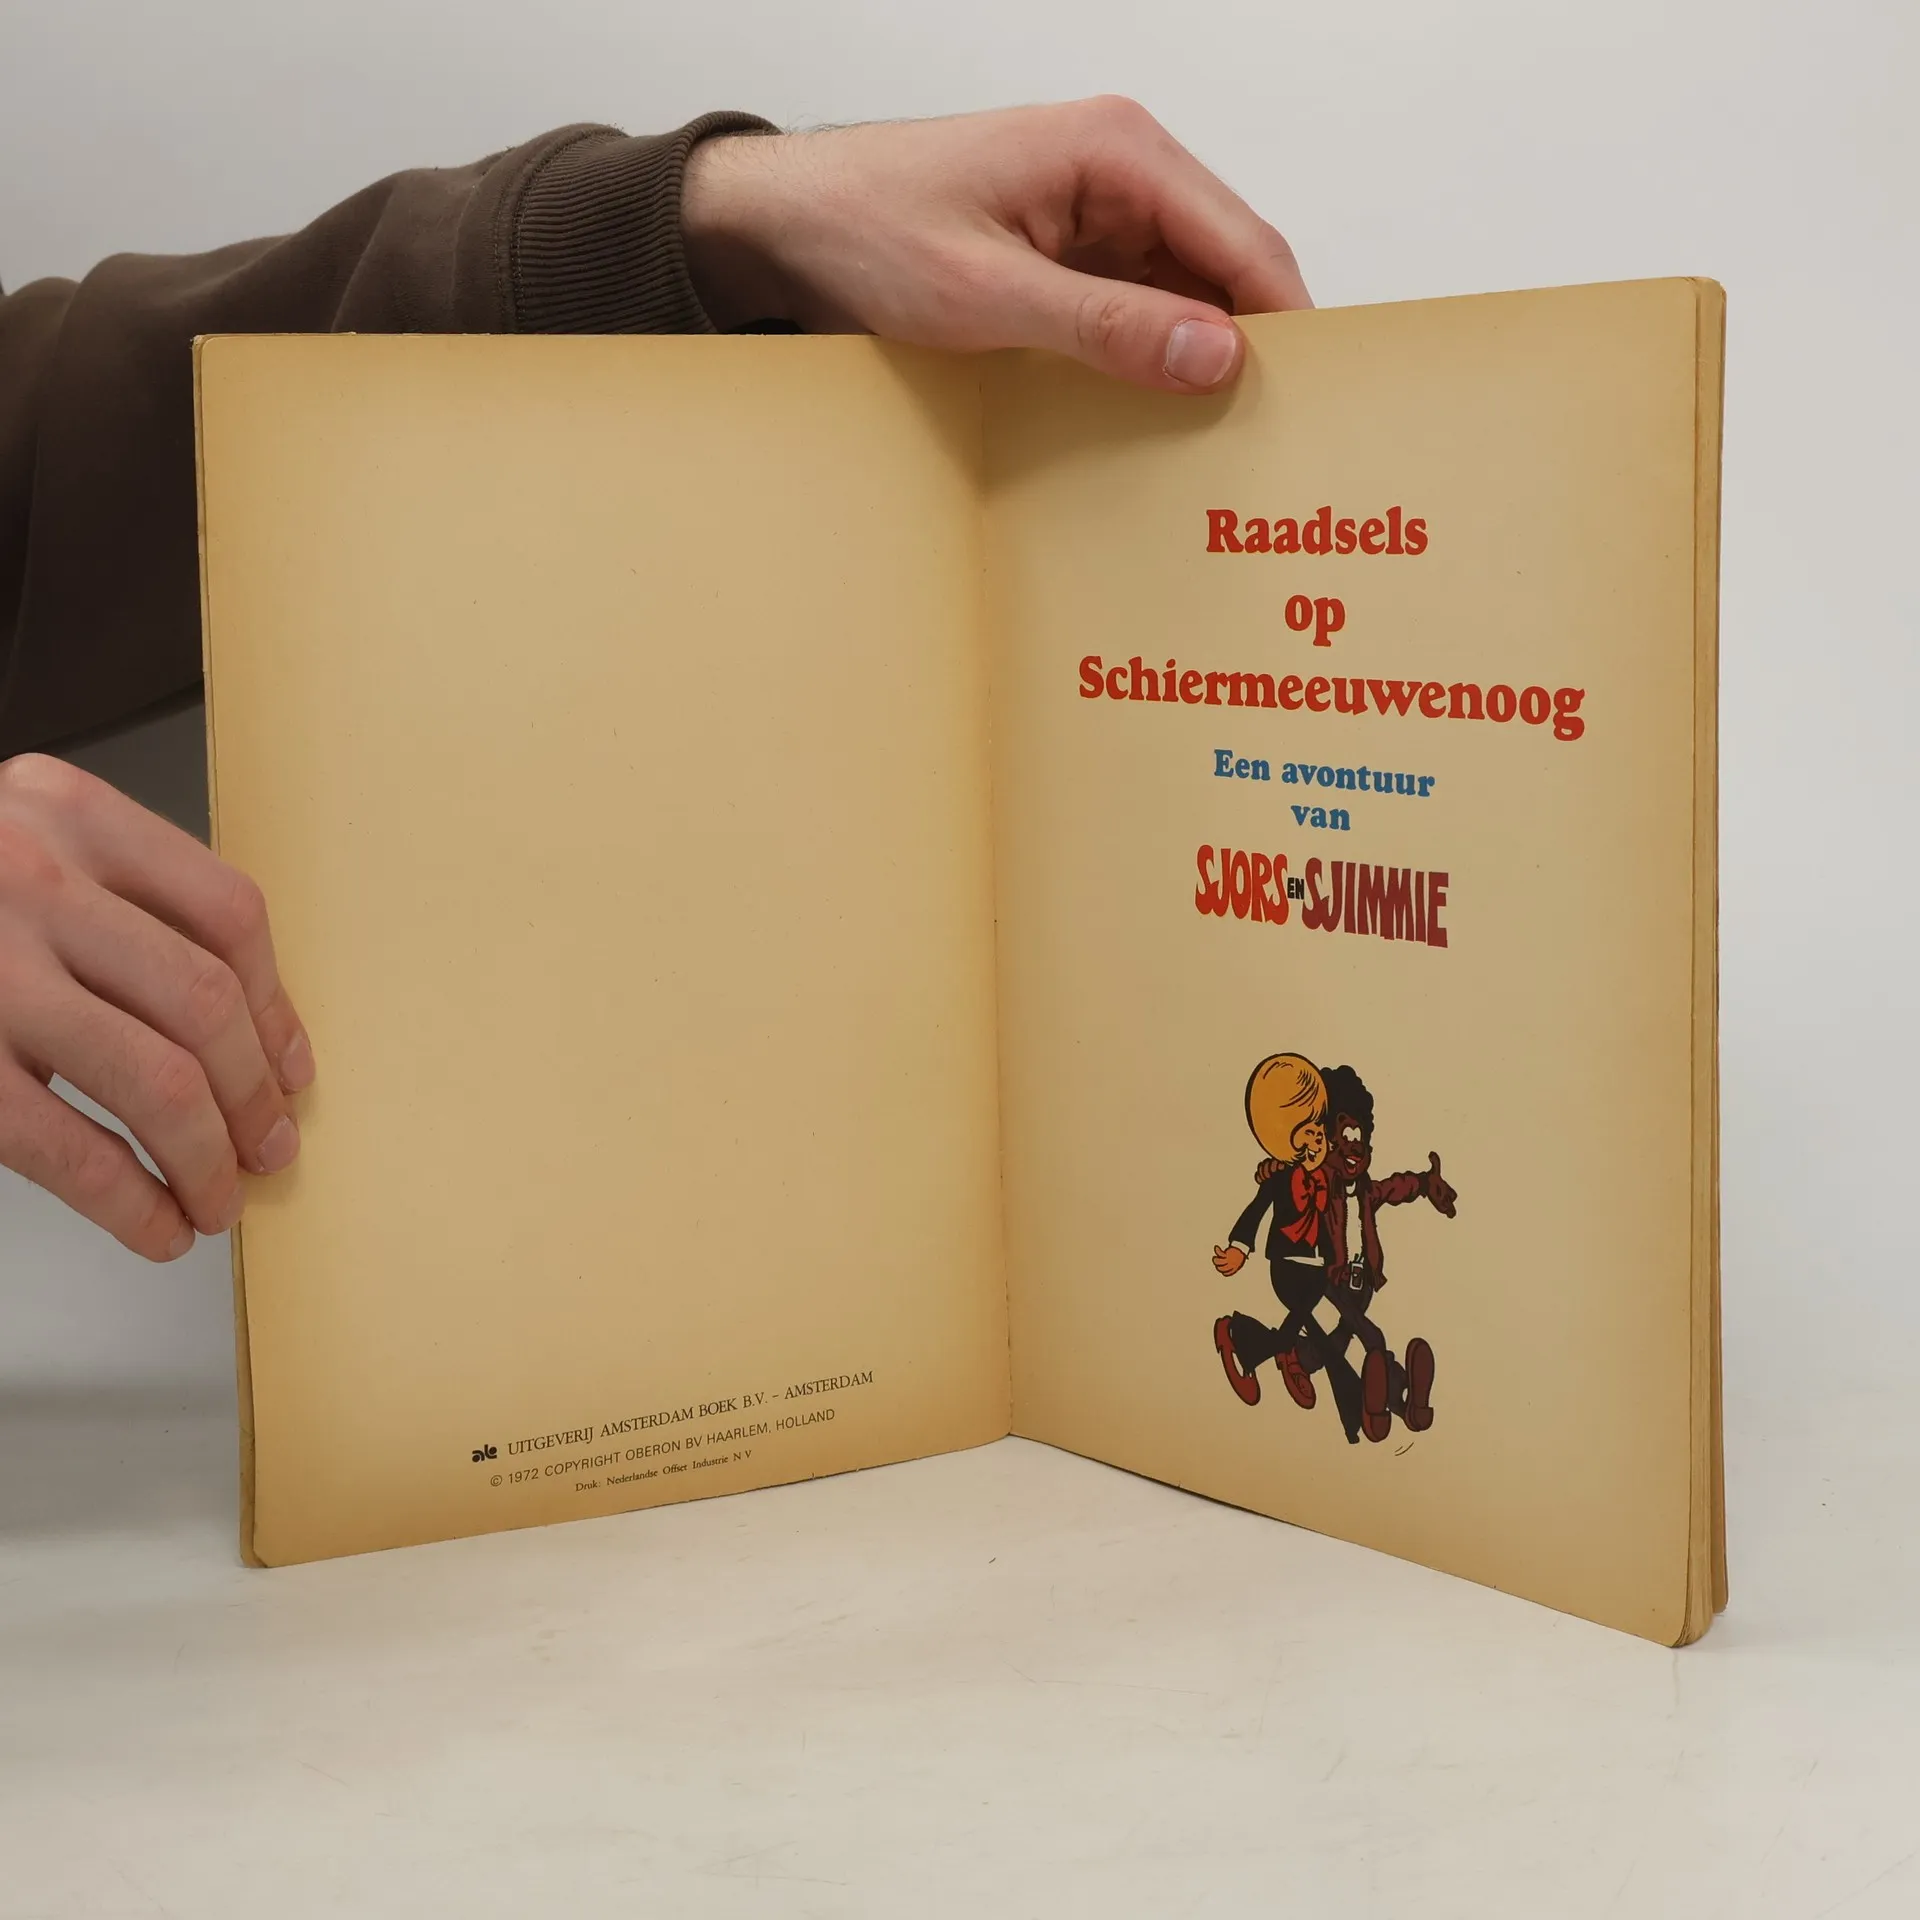 ale UITGEVERIJ AMSTERDAM BOEK B.V. – AMSTERDAM
© 1972 COPYRIGHT OBERON BV HAARLEM, HOLLAND
Druk: Nederlandse Offset Industrie N V
Raadsels
op
Schiermeeuwenoog
Een avontuur
van
SJORS EN SJIMMIE